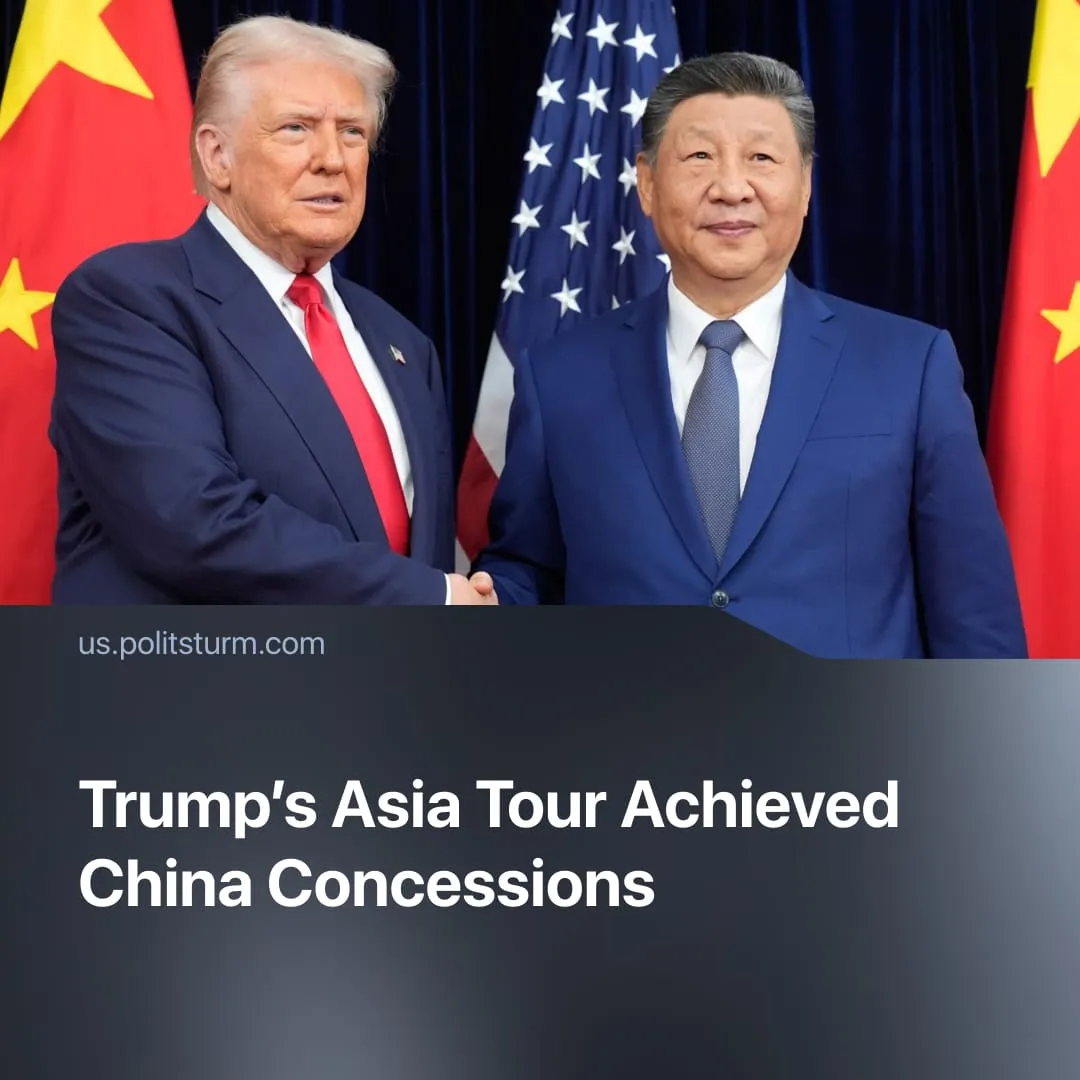 us.politsturm.com
Trump’s Asia Tour Achieved
China Concessions